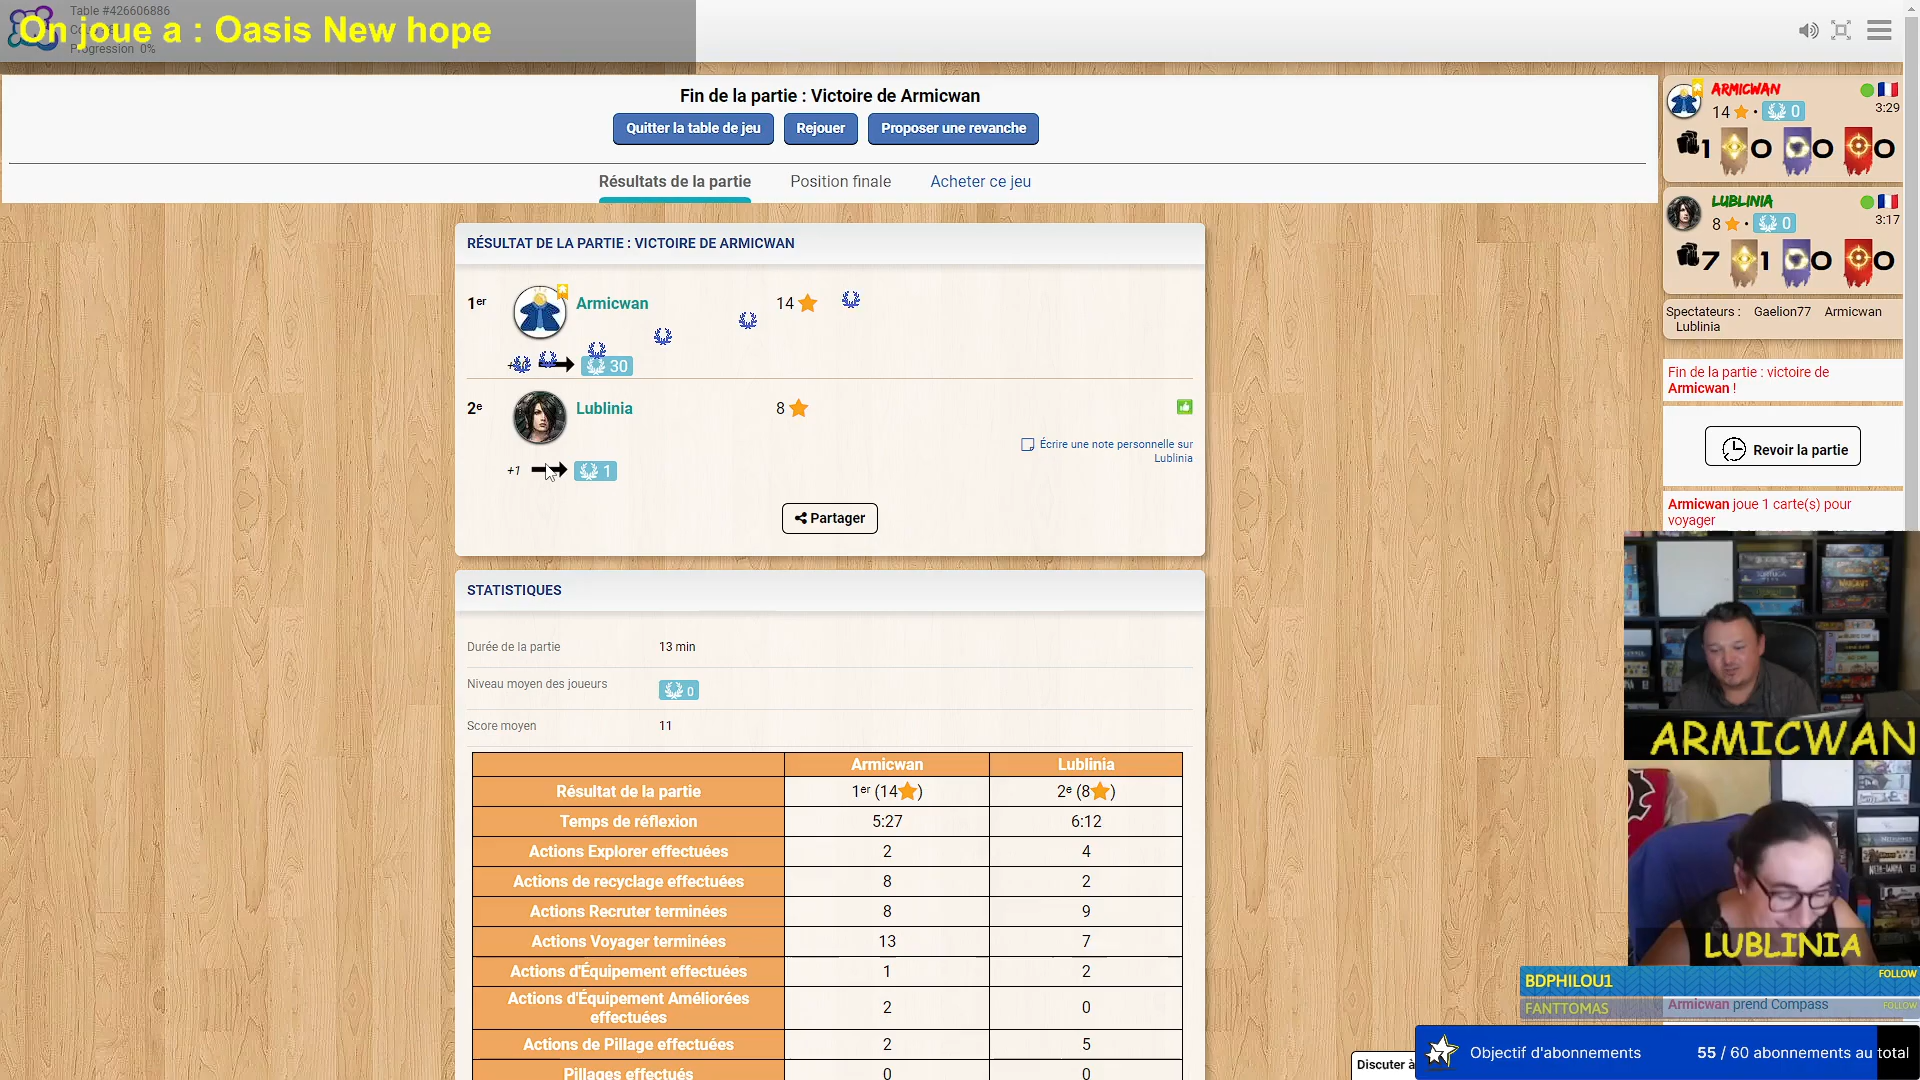 Table #426606886
On joue a : Oasis New hope
Progression 0%
Fin de la partie : Victoire de Armicwan
Quitter la table de jeu
Rejouer
Proposer une revanche
Résultats de la partie
Position finale
Acheter ce jeu
RÉSULTAT DE LA PARTIE : VICTOIRE DE ARMICWAN
1er
Armicwan
14
30
2e
Lublinia
8
Écrire une note personnelle sur
Lublinia
+1
1
Partager
STATISTIQUES
Durée de la partie 13 min
Niveau moyen des joueurs 0
Score moyen 11
Armicwan Lublinia
Résultat de la partie 1er (14) 2e (8)
Temps de réflexion 5:27 6:12
Actions Explorer effectuées 2 4
Actions de recyclage effectuées 8 2
Actions Recruter terminées 8 9
Actions Voyager terminées 13 7
Actions d'Équipement effectuées 1 2
Actions d'Équipement Améliorées
effectuées 2 0
Actions de Pillage effectuées 2 5
Pillages effectués 0 0
ARMICWAN
14 • 0
3:29
1 0 0 0
LUBLINIA
8 • 0
3:17
7 1 0 0
Spectateurs : Gaelion77 Armicwan
Lublinia
Fin de la partie : victoire de
Armicwan !
Revoir la partie
Armicwan joue 1 carte(s) pour
voyager
ARMICWAN
LUBLINIA
BDPHILOU1 FOLLOW
FANTTOMAS FOLLOW
Armicwan prend Compass
Discuter à
Objectif d'abonnements 55 / 60 abonnements au total